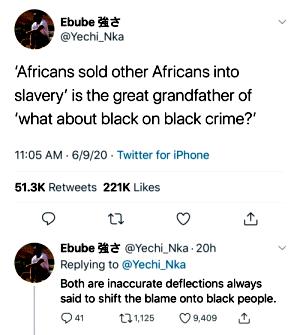 Ebube 強さ
@Yechi_Nka
‘Africans sold other Africans into
slavery’ is the great grandfather of
‘what about black on black crime?’
11:05 AM · 6/9/20 · Twitter for iPhone
51.3K Retweets 221K Likes
Ebube 強さ @Yechi_Nka · 20h
Replying to @Yechi_Nka
Both are inaccurate deflections always
said to shift the blame onto black people.
41 1,125 9,409